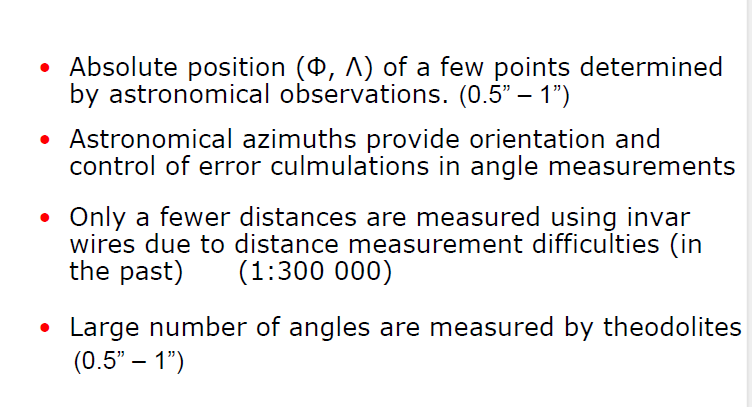 • Absolute position (Φ, Λ) of a few points determined
by astronomical observations. (0.5” – 1”)
• Astronomical azimuths provide orientation and
control of error culmulations in angle measurements
• Only a fewer distances are measured using invar
wires due to distance measurement difficulties (in
the past) (1:300 000)
• Large number of angles are measured by theodolites
(0.5” – 1”)